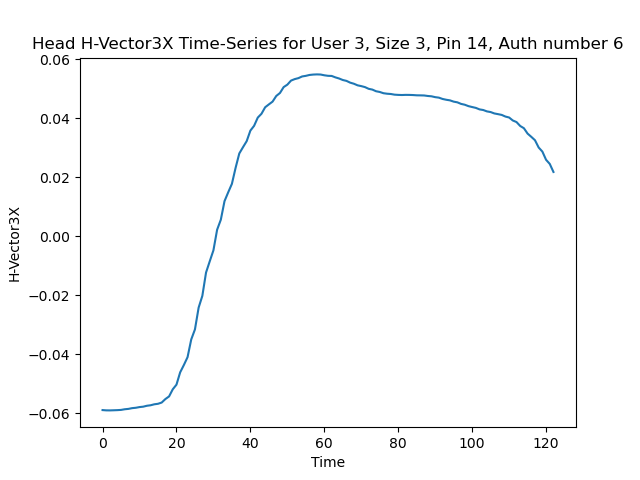 Head H-Vector3X Time-Series for User 3, Size 3, Pin 14, Auth number 6
0.06
0.04
0.02
0.00
−0.02
−0.04
−0.06
H-Vector3X
0 20 40 60 80 100 120
Time